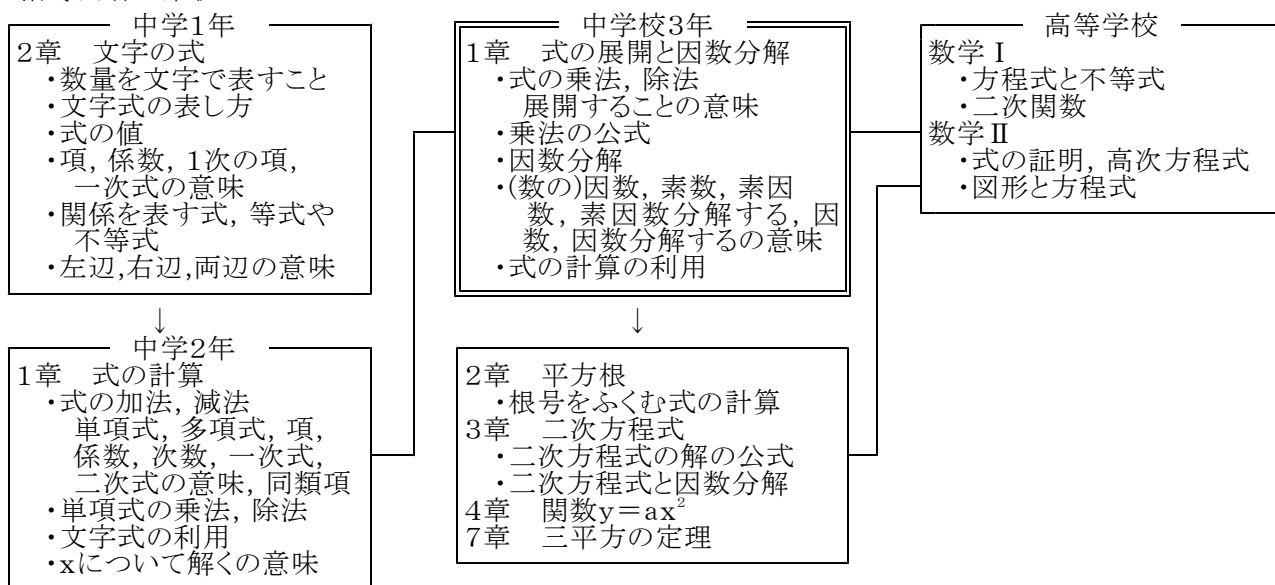 中学1年
2章 文字の式
・数量を文字で表すこと
・文字式の表し方
・式の値
・項, 係数, 1次の項,
一次式の意味
・関係を表す式, 等式や
不等式
・左辺,右辺,両辺の意味
↓
中学2年
1章 式の計算
・式の加法, 減法
単項式, 多項式, 項,
係数, 次数, 一次式,
二次式の意味, 同類項
・単項式の乗法, 除法
・文字式の利用
・xについて解くの意味
中学校3年
1章 式の展開と因数分解
・式の乗法, 除法
展開することの意味
・乗法の公式
・因数分解
・(数の)因数, 素数, 素因
数, 素因数分解する, 因
数, 因数分解するの意味
・式の計算の利用
↓
2章 平方根
・根号をふくむ式の計算
3章 二次方程式
・二次方程式の解の公式
・二次方程式と因数分解
4章 関数y=ax²
7章 三平方の定理
高等学校
数学Ⅰ
・方程式と不等式
・二次関数
数学Ⅱ
・式の証明, 高次方程式
・図形と方程式